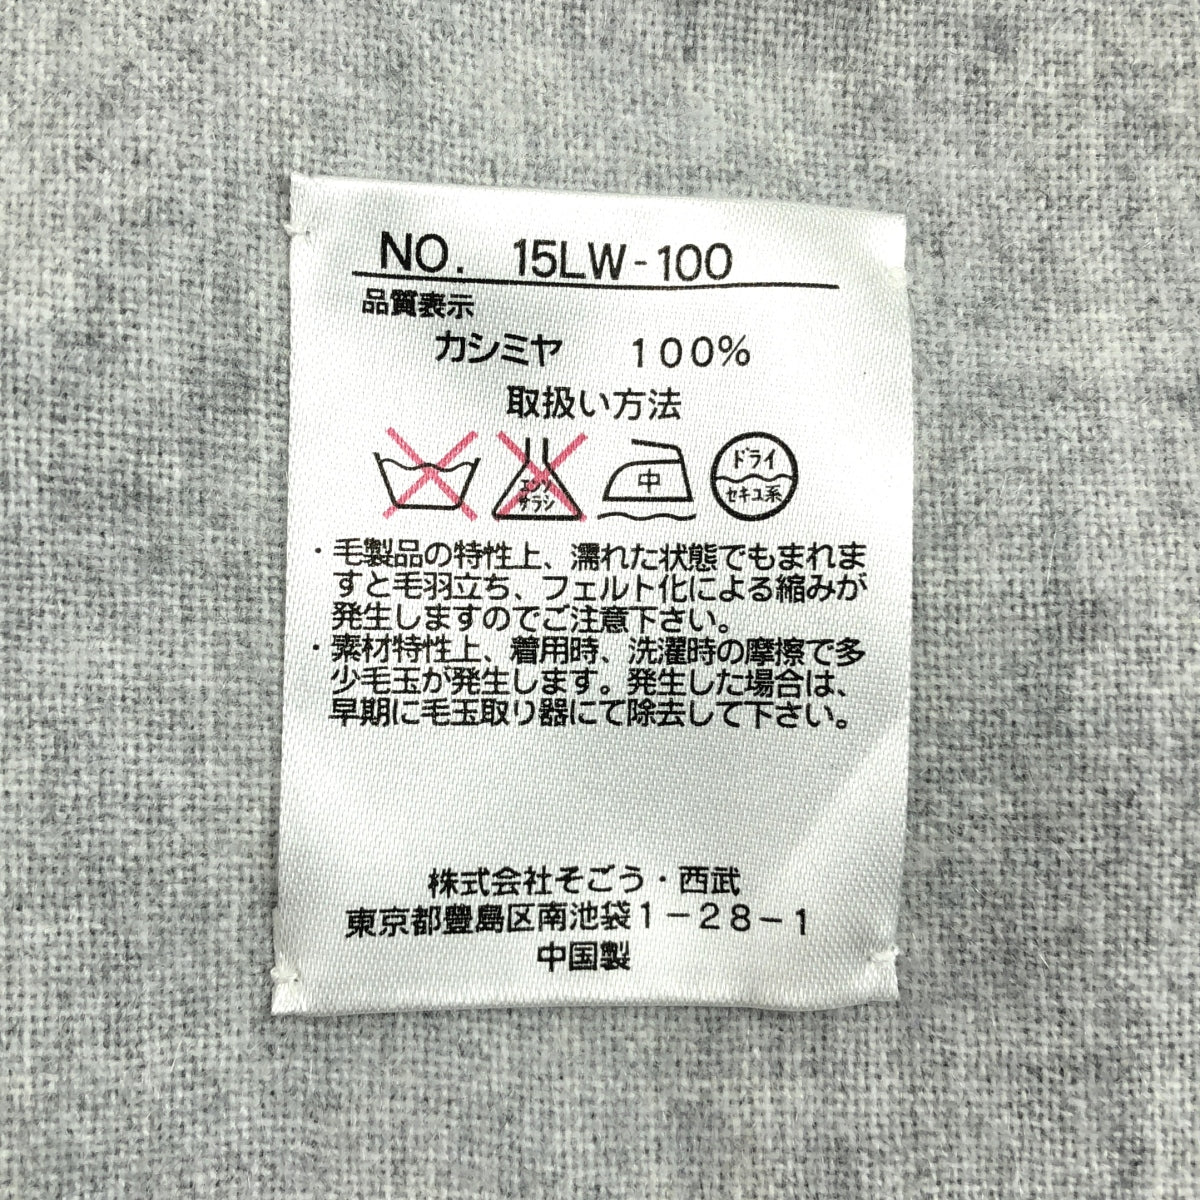 NO. 15LW-100
品質表示
カシミヤ 100%
取扱い方法
エンソ
サラシ
中
ドライ
セキユ系
・毛製品の特性上、濡れた状態でもまれま
すと毛羽立ち、フェルト化による縮みが
発生しますのでご注意下さい。
・素材特性上、着用時、洗濯時の摩擦で多
少毛玉が発生します。発生した場合は、
早期に毛玉取り器にて除去して下さい。
株式会社そごう・西武
東京都豊島区南池袋1-28-1
中国製